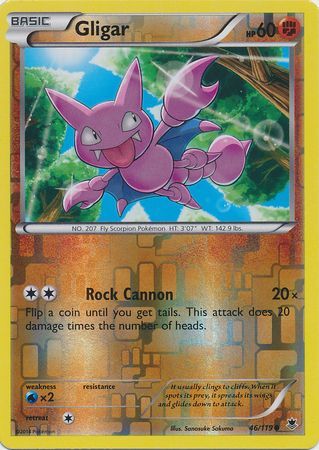 BASIC
Gligar
HP60
NO. 207 Fly Scorpion Pokémon HT: 3'07" WT: 142.9 lbs.
Rock Cannon 20×
Flip a coin until you get tails. This attack does 20
damage times the number of heads.
weakness resistance
×2
retreat
It usually clings to cliffs. When it
spots its prey, it spreads its wings
and glides down to attack.
Illus. Sanosuke Sakuma 46/119
©2014 Pokémon